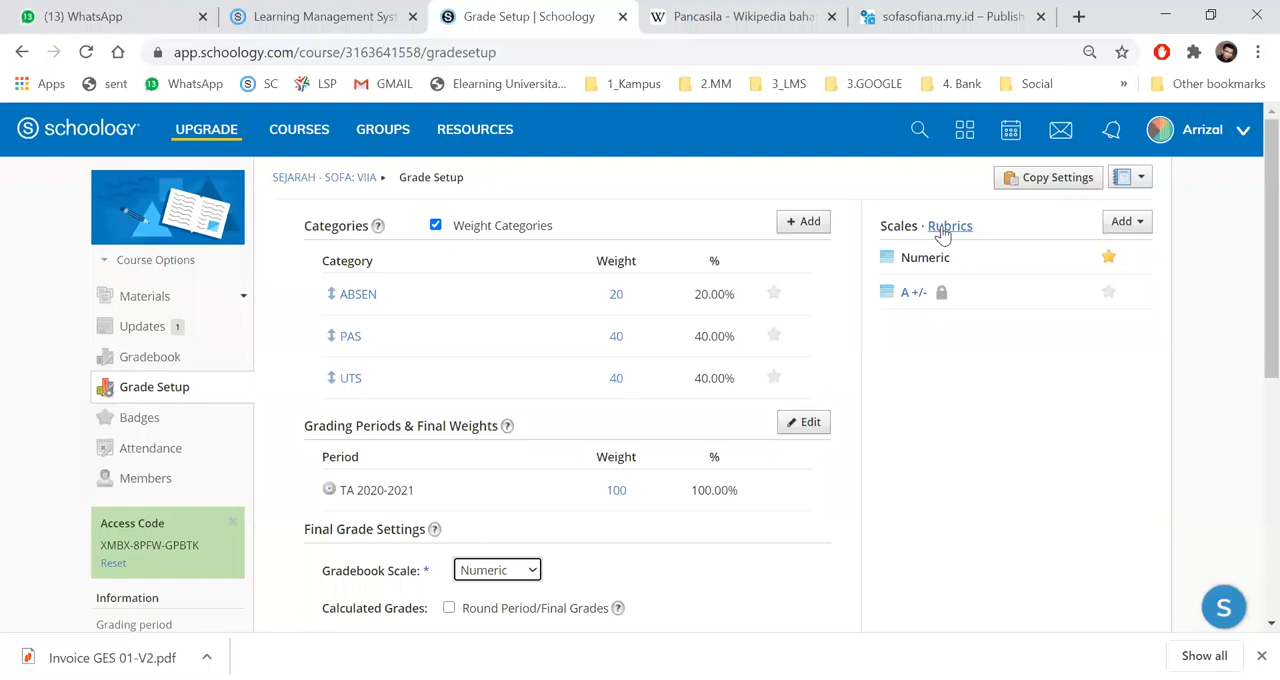 (13) WhatsApp
Learning Management Syst
Grade Setup | Schoology
W Pancasila - Wikipedia baha
sofasofiana.my.id – Publish
app.schoology.com/course/3163641558/gradesetup
Apps
sent
13 WhatsApp
S SC
LSP
GMAIL
Elearning Universita...
1_Kampus
2.MM
3_LMS
3.GOOGLE
4. Bank
Social
»
Other bookmarks
S schoology
UPGRADE
COURSES
GROUPS
RESOURCES
Arrizal
SEJARAH - SOFA: VIIA ▸ Grade Setup
Copy Settings
Course Options
Materials
Updates 1
Gradebook
Grade Setup
Badges
Attendance
Members
Access Code
XMBX-8PFW-GPBTK
Reset
Information
Grading period
Categories ?
Weight Categories
+ Add
Category Weight %
ABSEN 20 20.00%
PAS 40 40.00%
UTS 40 40.00%
Grading Periods & Final Weights ?
Edit
Period Weight %
TA 2020-2021 100 100.00%
Final Grade Settings ?
Gradebook Scale: * Numeric
Calculated Grades: Round Period/Final Grades ?
Scales · Rubrics
Add
Numeric
A +/-
S
Invoice GES 01-V2.pdf
Show all